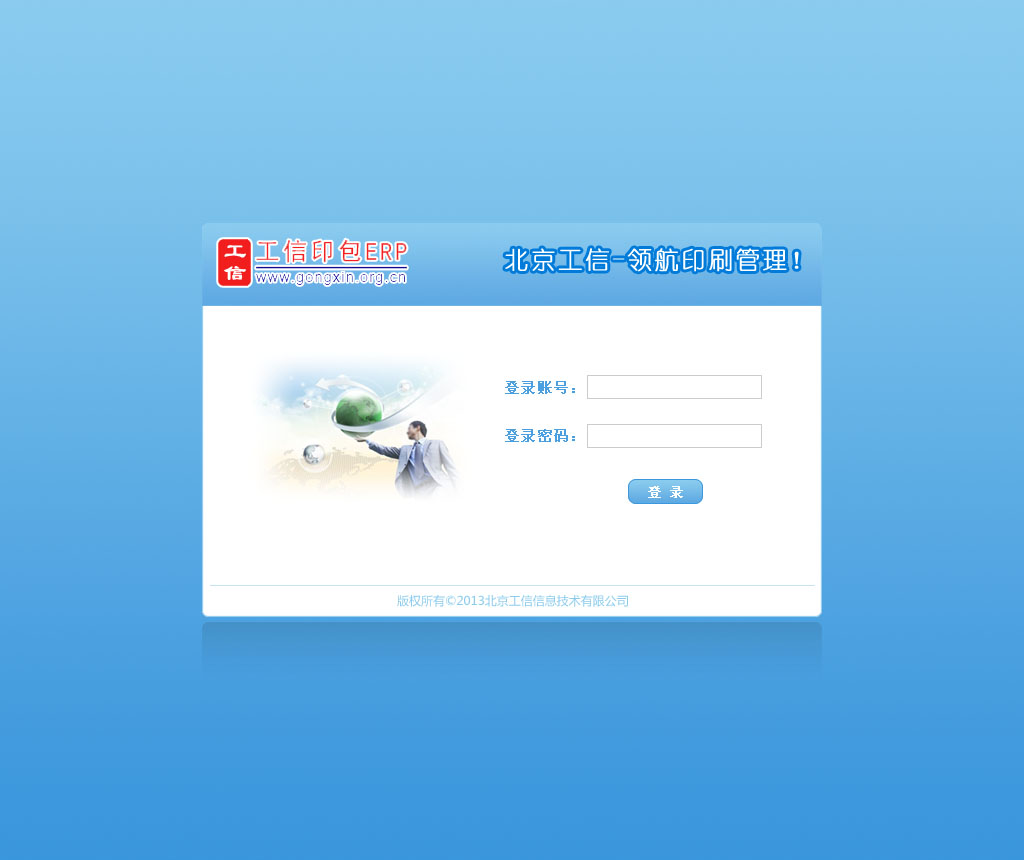 工信
工信印包ERP
www.gongxin.org.cn
北京工信-领航印刷管理!
登录账号:
登录密码:
登 录
版权所有©2013北京工信信息技术有限公司